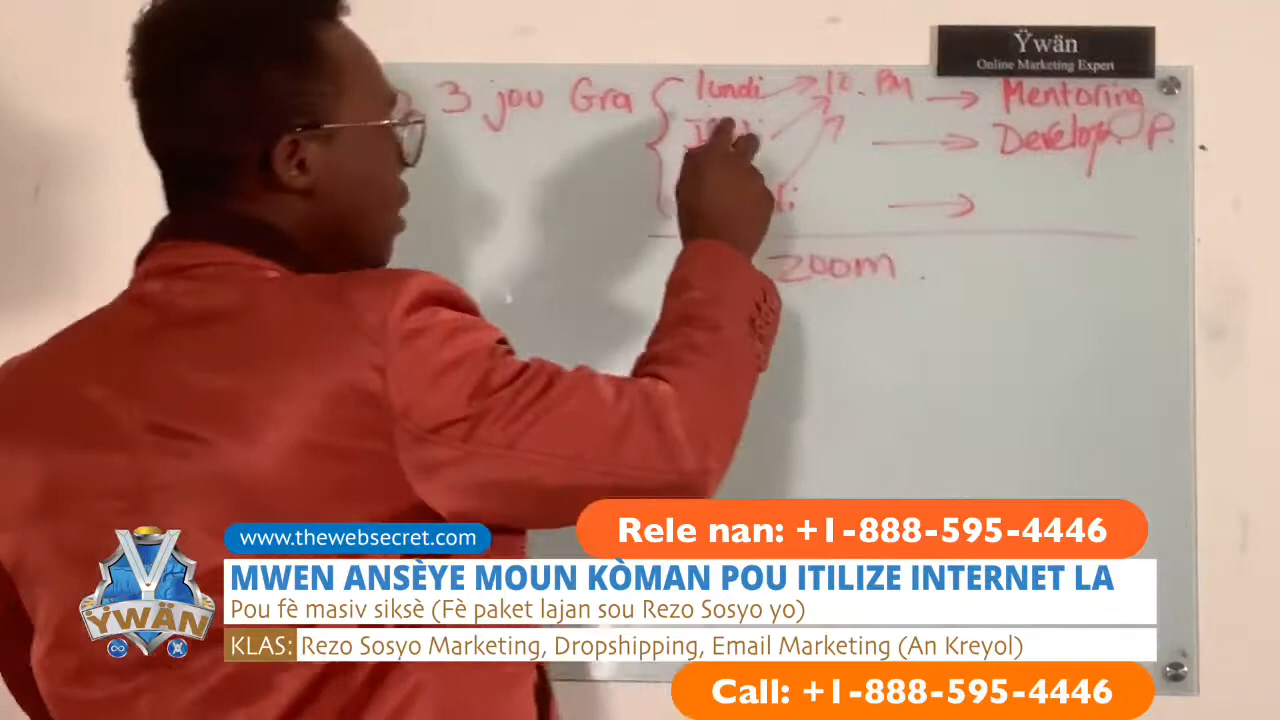 Ÿwän
Online Marketing Expert
3 jou Gra
lundi
10. PM
Mentoring
Develop. P.
zoom.
www.thewebsecret.com
Rele nan: +1-888-595-4446
MWEN ANSÈYE MOUN KÒMAN POU ITILIZE INTERNET LA
Pou fè masiv siksè (Fè paket lajan sou Rezo Sosyo yo)
KLAS: Rezo Sosyo Marketing, Dropshipping, Email Marketing (An Kreyol)
Call: +1-888-595-4446
ŸWÄN